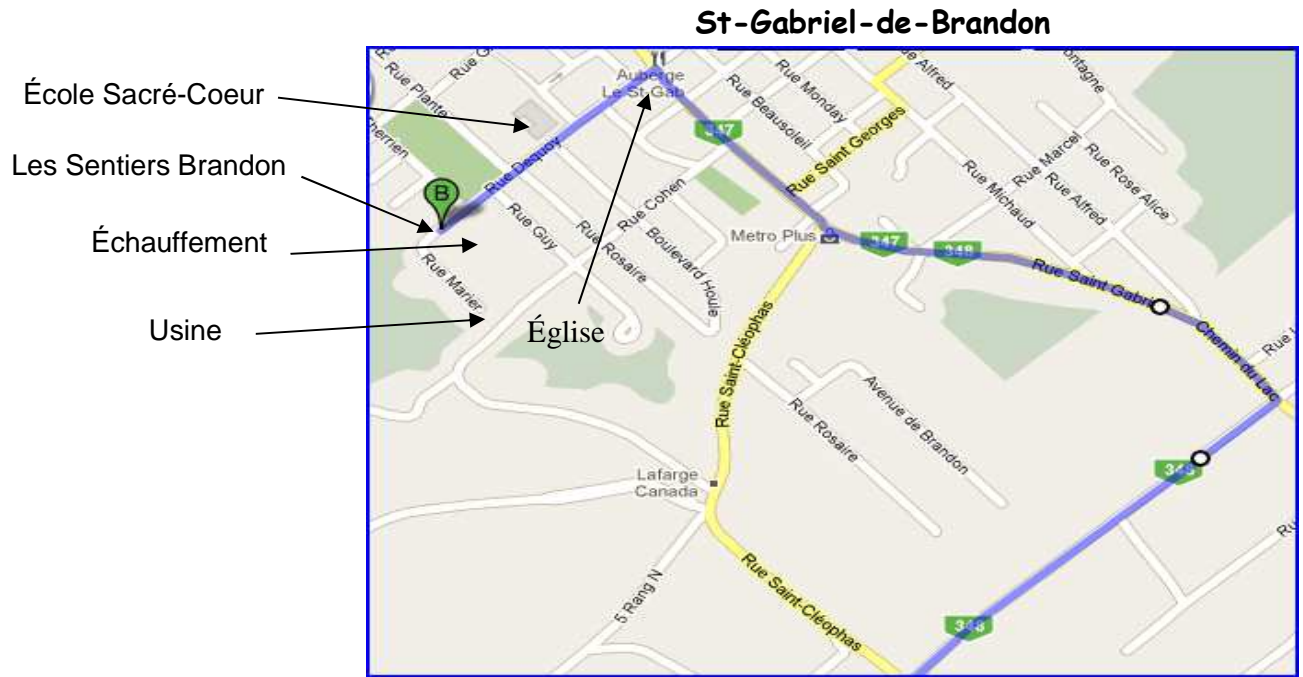 St-Gabriel-de-Brandon
École Sacré-Coeur
Les Sentiers Brandon
Échauffement
Usine
Église
Auberge
Le St-Gab
Rue Plante
Rue G
Therrien
Rue Dequoy
B
Rue Guy
Rue Marier
Rue Rosaire
Rue Cohen
Boulevard Houle
347
Rue Beausoleil
Rue Monday
Rue Saint Georges
Rue Alfred
Rue Michaud
Rue Marcel
Rue Alfred
Rue Rose Alice
Metro Plus
347
348
Rue Saint Gabri
Chemin du Lac
Rue Saint-Cléophas
Rue Rosaire
Avenue de Brandon
Lafarge
Canada
5 Rang N
Rue Saint-Cléophas
348
348